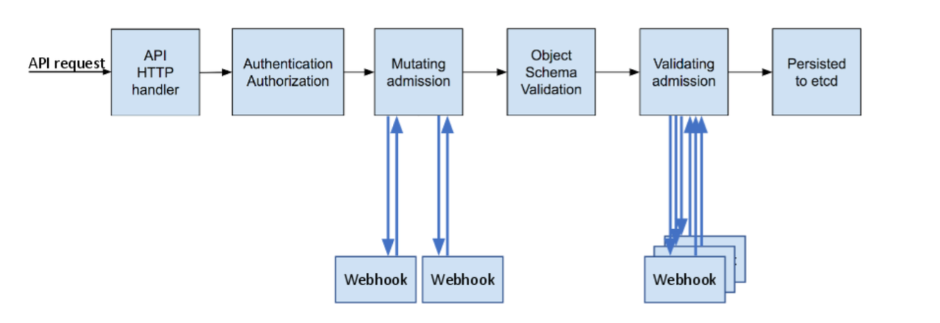 API request
API
HTTP
handler
Authentication
Authorization
Mutating
admission
Object
Schema
Validation
Validating
admission
Persisted
to etcd
Webhook
Webhook
Webhook